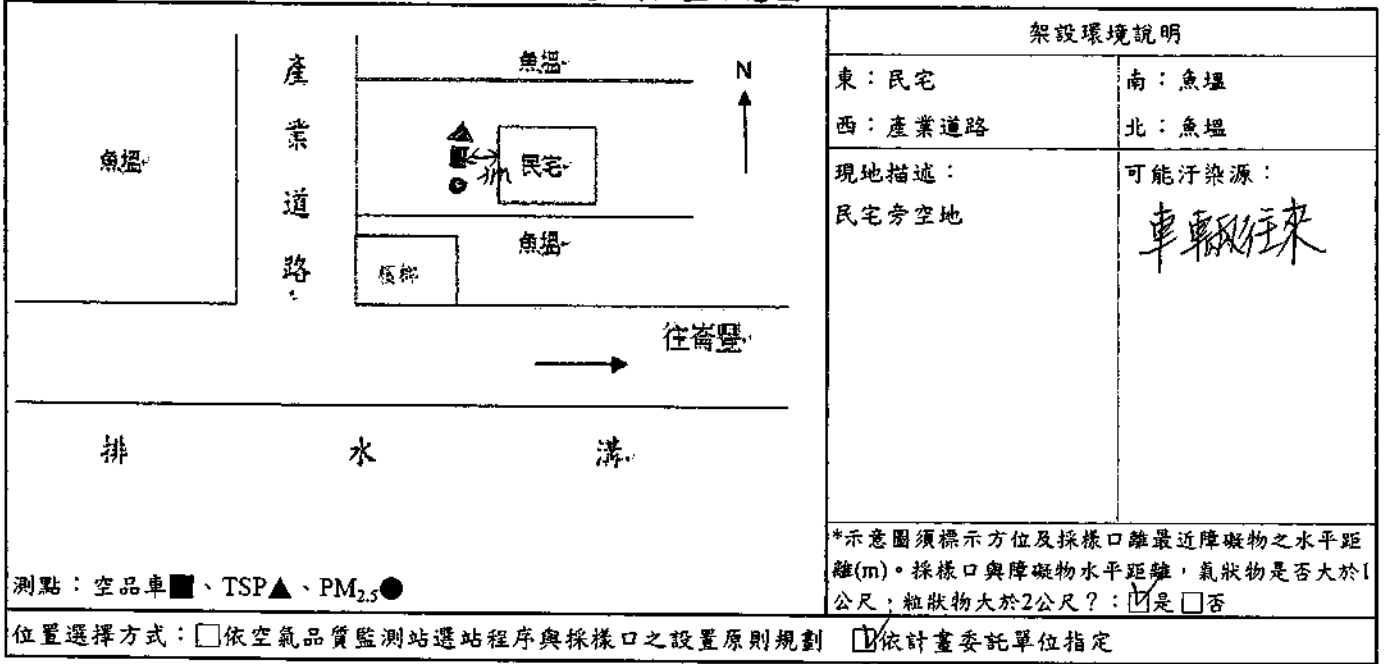 架設環境說明
東：民宅
南：魚塭
西：產業道路
北：魚塭
現地描述：
民宅旁空地
可能汙染源：
車輛往來
*示意圖須標示方位及採樣口離最近障礙物之水平距
離(m)。採樣口與障礙物水平距離，氣狀物是否大於1
公尺；粒狀物大於2公尺？：☑是 □否
產業道路
魚塭
N
魚塭
民宅
魚塭
檳榔
往崙豐
排水溝
測點：空品車■、TSP▲、PM2.5●
位置選擇方式：□依空氣品質監測站選站程序與採樣口之設置原則規劃 ☑依計畫委託單位指定